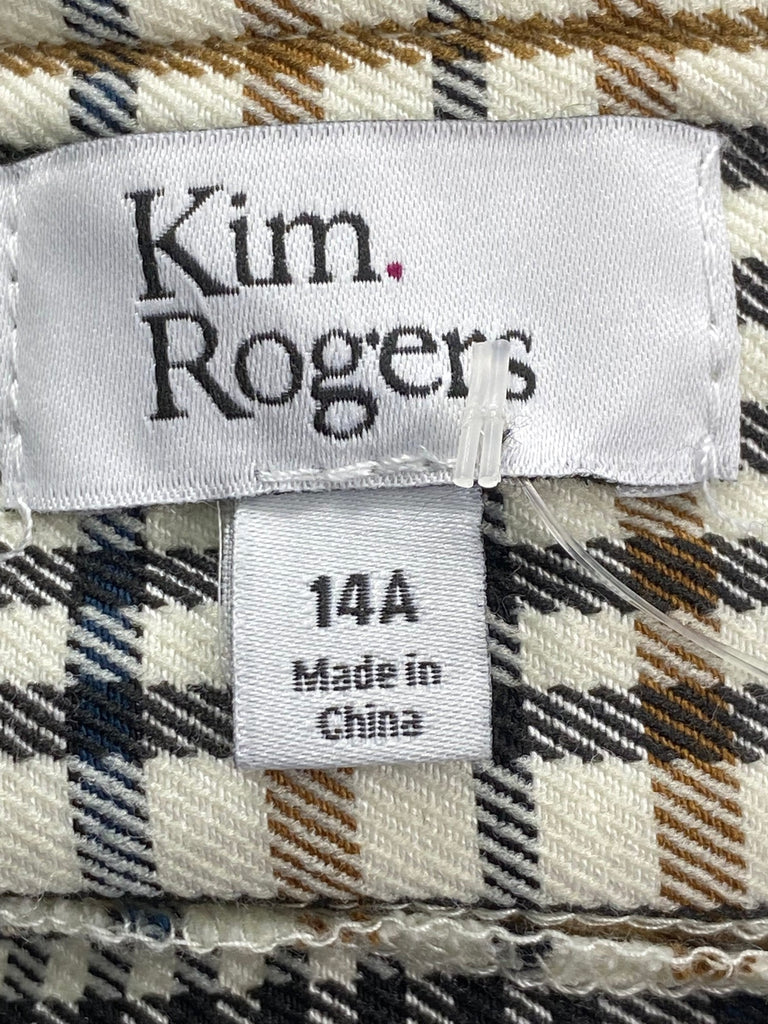 Kim.
Rogers
14A
Made in
China